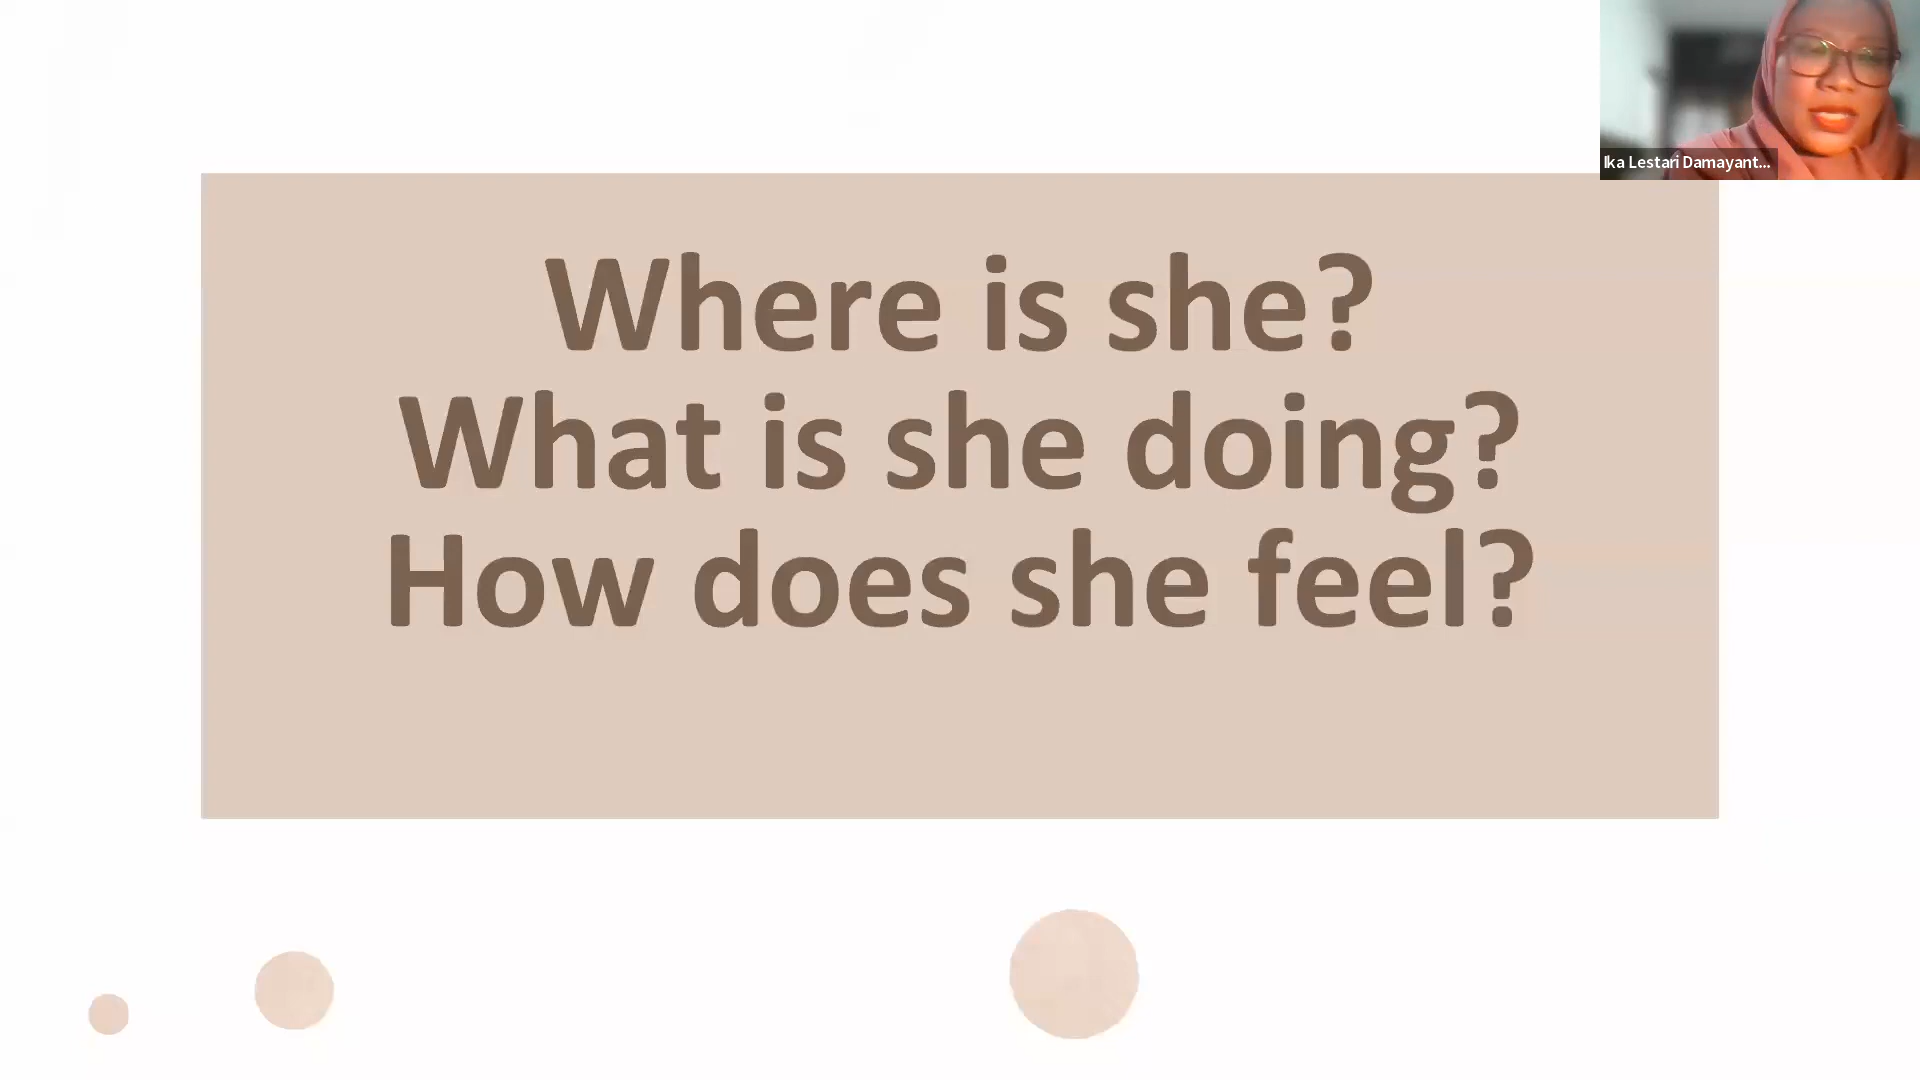 Ika Lestari Damayant...
Where is she?
What is she doing?
How does she feel?